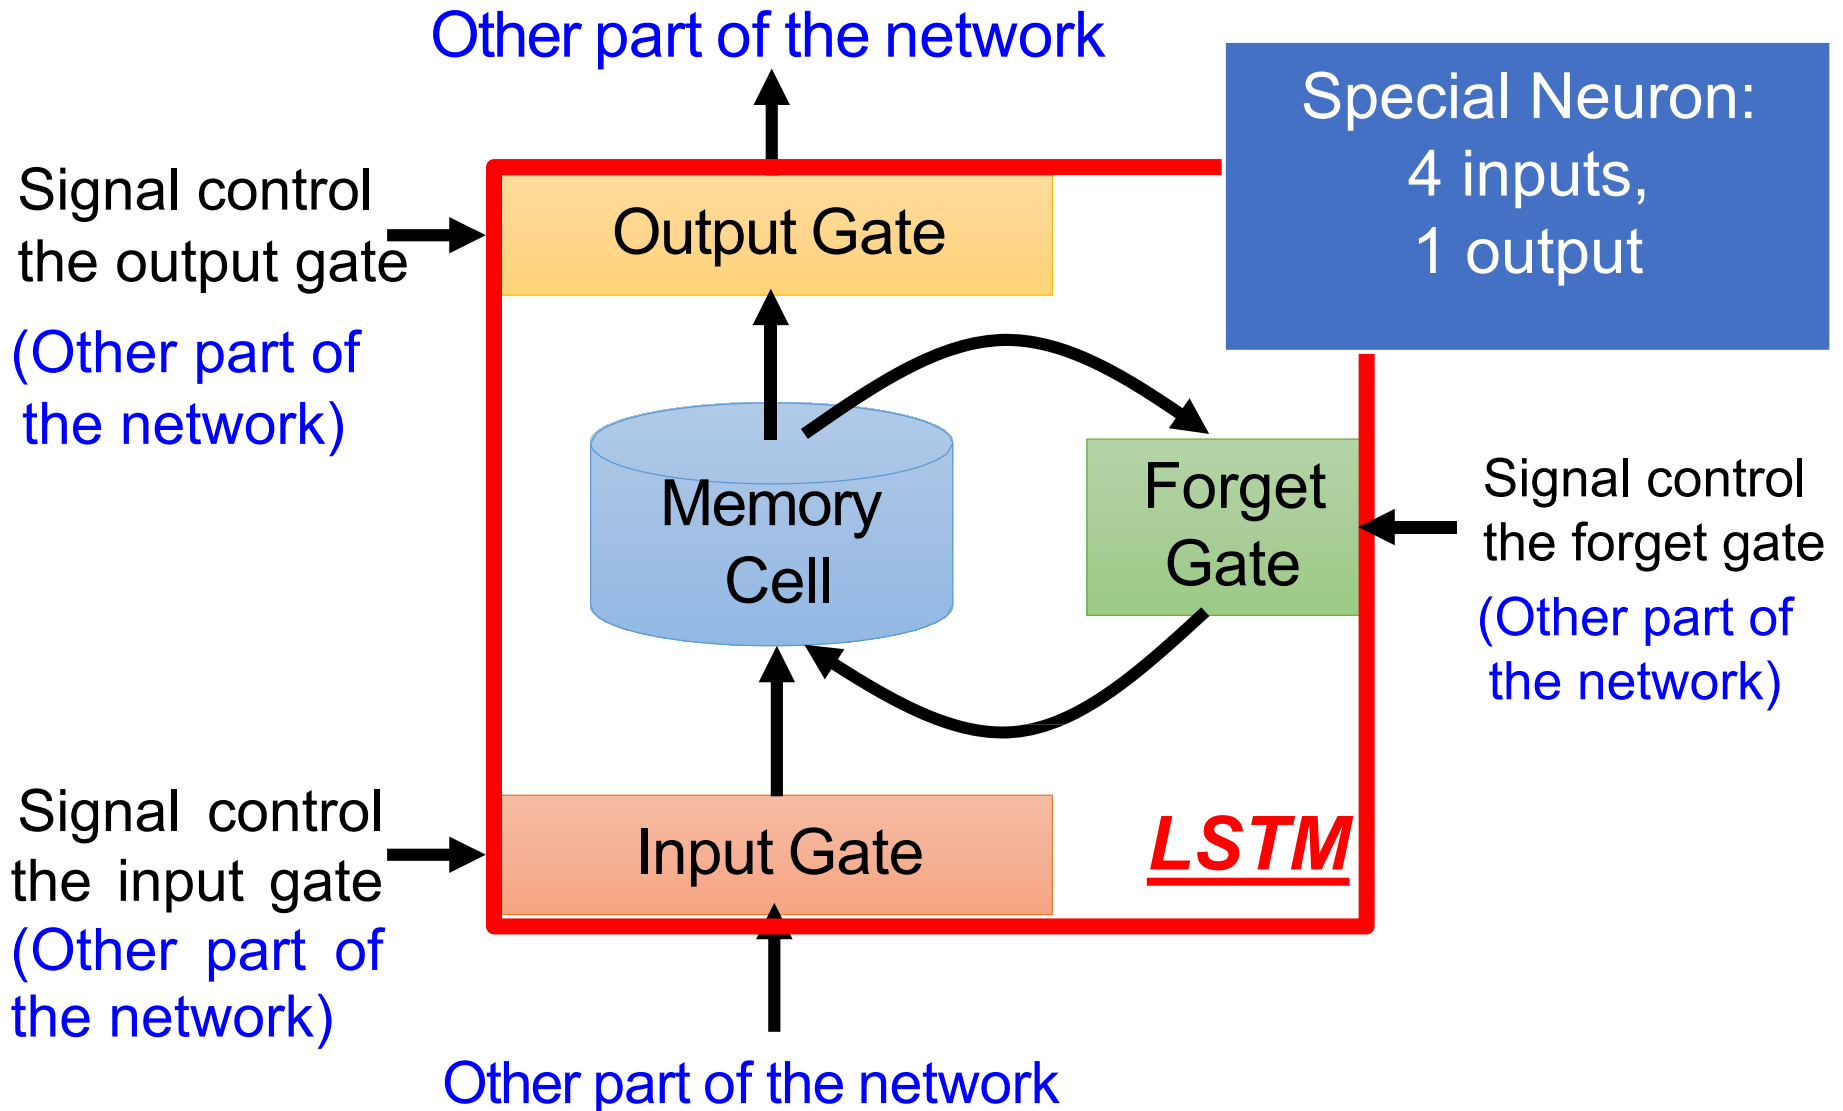 Other part of the network
Special Neuron:
4 inputs,
1 output
Signal control
the output gate
(Other part of
the network)
Output Gate
Memory
Cell
Forget
Gate
Signal control
the forget gate
(Other part of
the network)
Signal control
the input gate
(Other part of
the network)
Input Gate
LSTM
Other part of the network